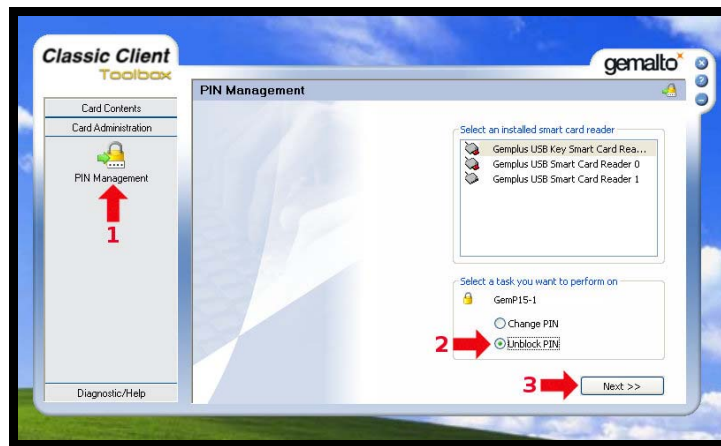 Classic Client
Toolbox
gemalto
PIN Management
Card Contents
Card Administration
PIN Management
1
Diagnostic/Help
Select an installed smart card reader
Gemplus USB Key Smart Card Rea...
Gemplus USB Smart Card Reader 0
Gemplus USB Smart Card Reader 1
Select a task you want to perform on
GemP15-1
Change PIN
2
Unblock PIN
3
Next >>